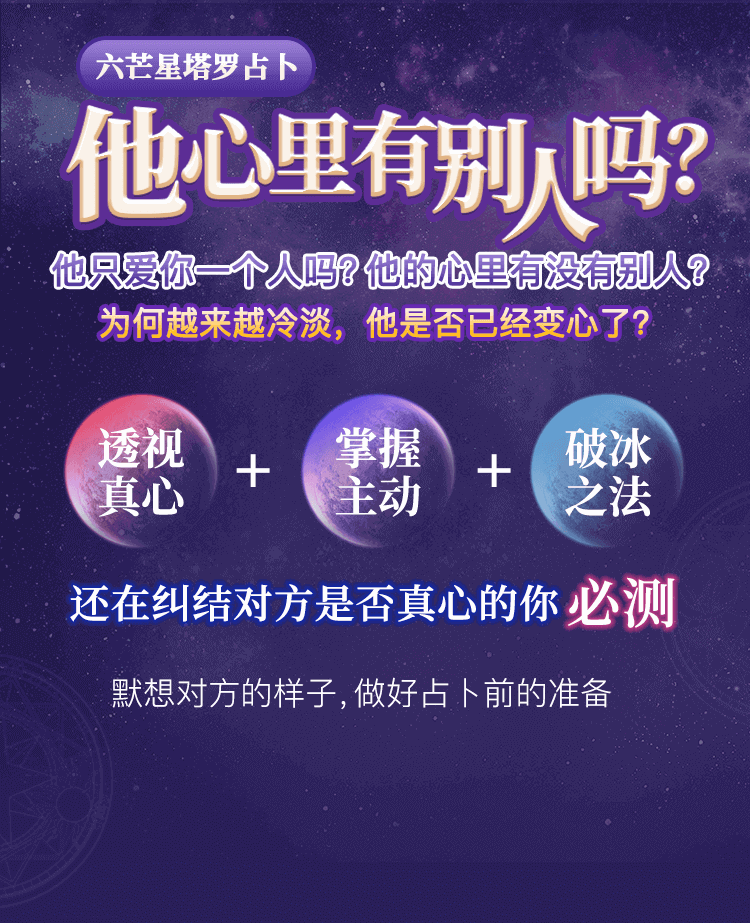 六芒星塔罗占卜
他心里有别人吗？
他只爱你一个人吗？他的心里有没有别人？
为何越来越冷淡，他是否已经变心了？
透视
真心
+
掌握
主动
+
破冰
之法
还在纠结对方是否真心的你必测
默想对方的样子，做好占卜前的准备